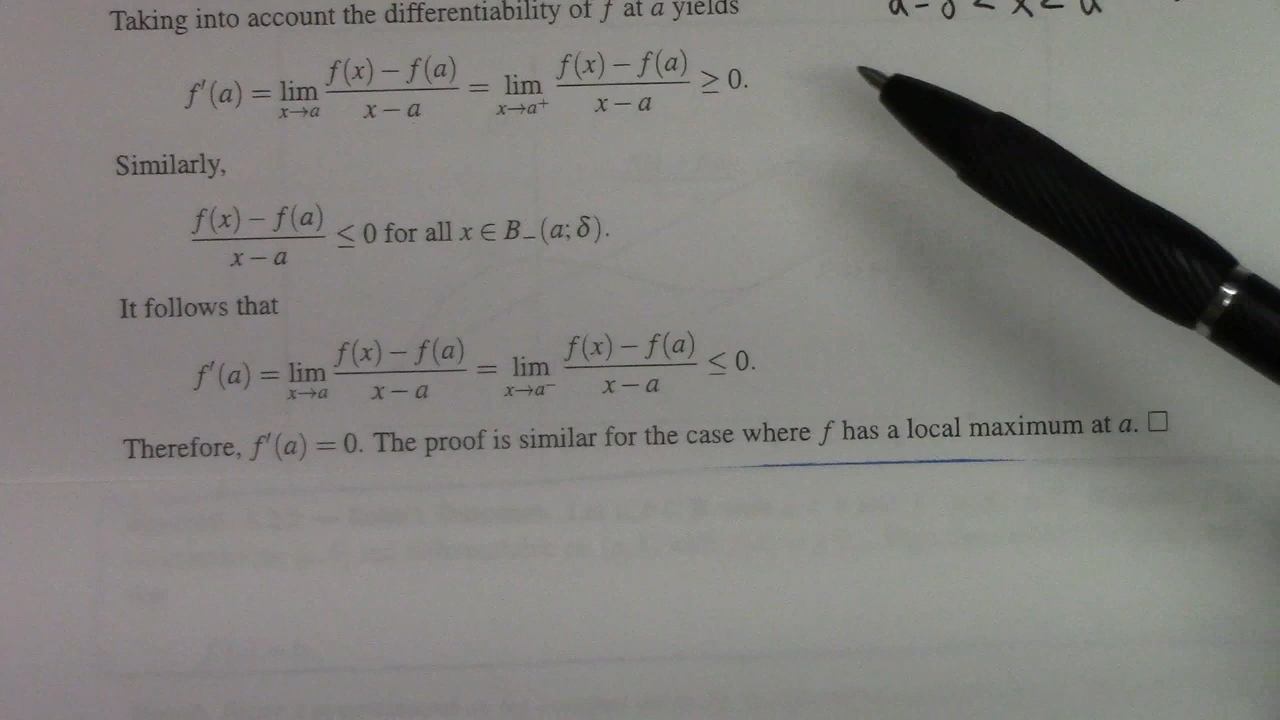 Taking into account the differentiability of f at a yields
a − δ < x < a
f′(a) = lim_{x→a} (f(x) − f(a))/(x − a) = lim_{x→a⁺} (f(x) − f(a))/(x − a) ≥ 0.
Similarly,
(f(x) − f(a))/(x − a) ≤ 0 for all x ∈ B₋(a; δ).
It follows that
f′(a) = lim_{x→a} (f(x) − f(a))/(x − a) = lim_{x→a⁻} (f(x) − f(a))/(x − a) ≤ 0.
Therefore, f′(a) = 0. The proof is similar for the case where f has a local maximum at a. □